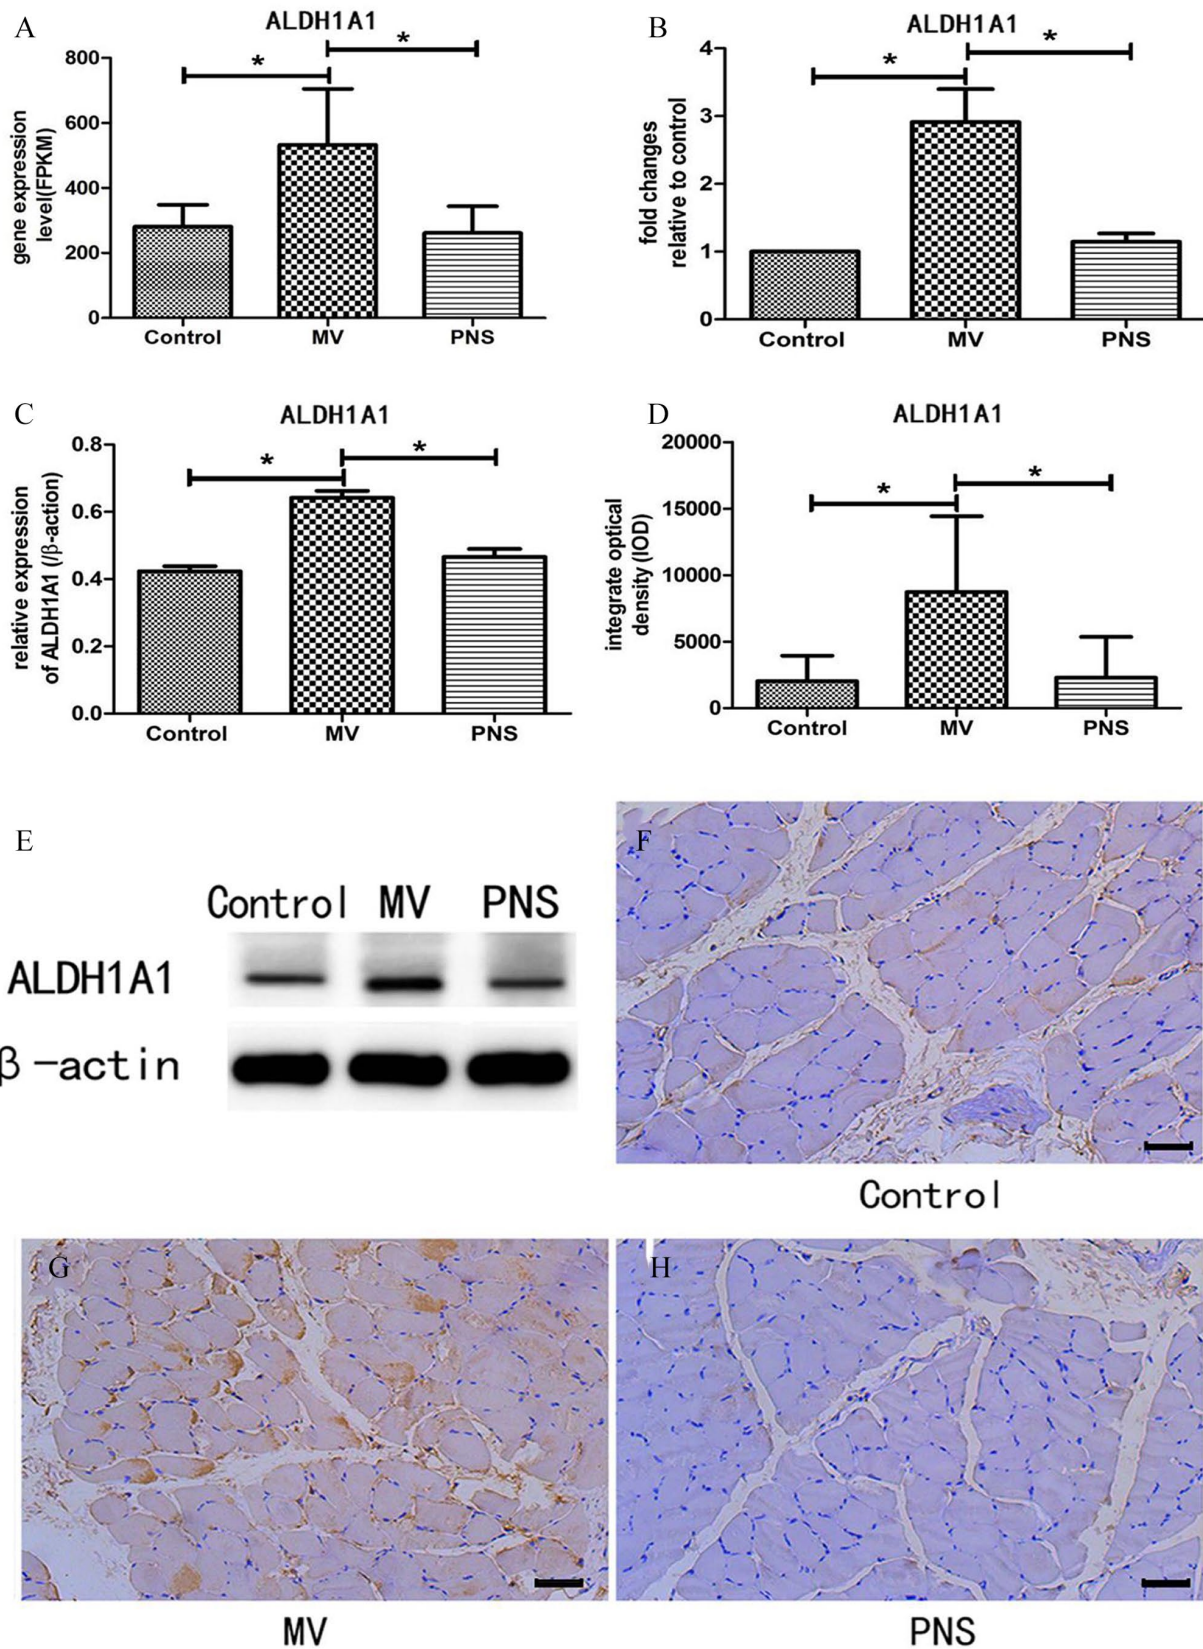 A
ALDH1A1
*
*
gene expression
level(FPKM)
800
600
400
200
0
Control MV PNS
B
ALDH1A1
*
*
fold changes
relative to control
4
3
2
1
0
Control MV PNS
C
ALDH1A1
*
*
relative expression
of ALDH1A1 (/β-action)
0.8
0.6
0.4
0.2
0.0
Control MV PNS
D
ALDH1A1
*
*
integrate optical
density (IOD)
20000
15000
10000
5000
0
Control MV PNS
E
Control MV PNS
ALDH1A1
β-actin
F
Control
G
MV
H
PNS